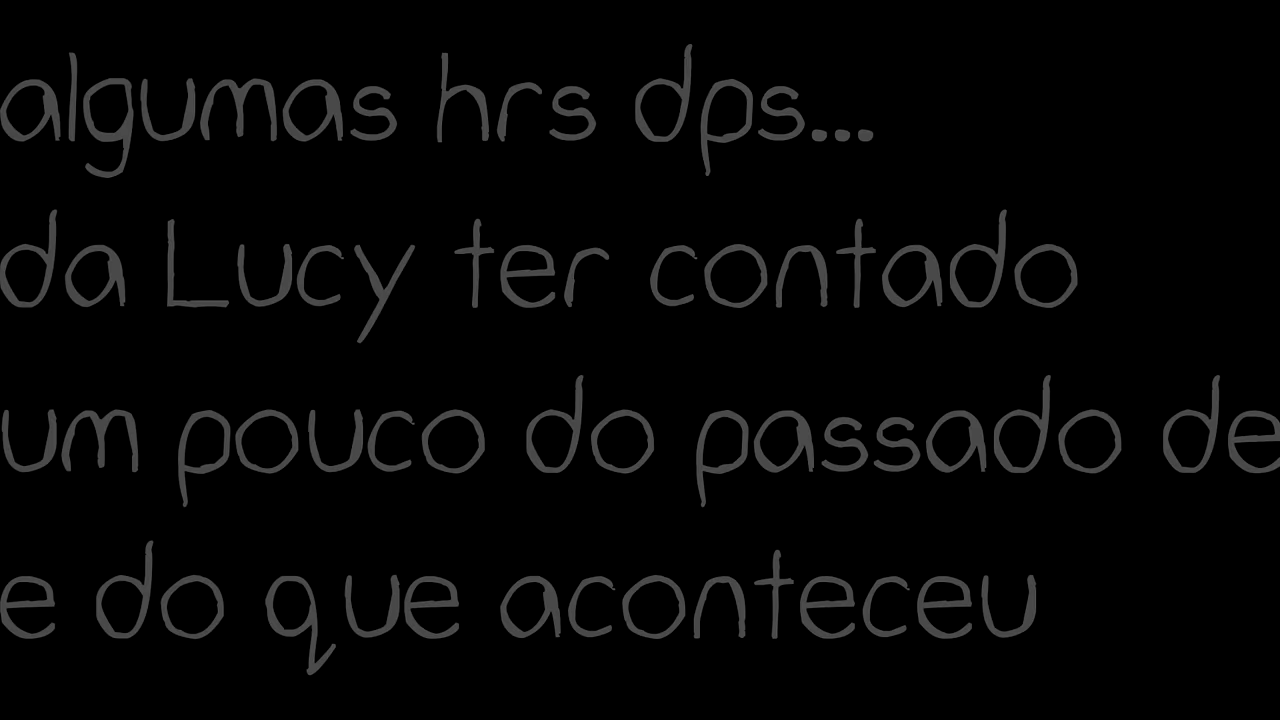 algumas hrs dps...
da Lucy ter contado
um pouco do passado de
e do que aconteceu